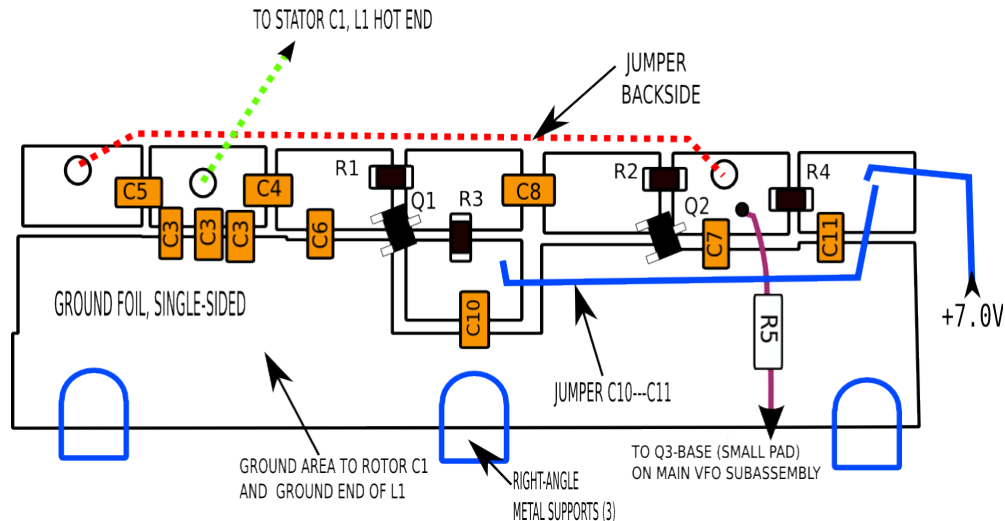 TO STATOR C1, L1 HOT END
JUMPER
BACKSIDE
R1
R2
R4
C5
C4
Q1
R3
C8
Q2
C3
C3
C3
C6
C7
C11
GROUND FOIL, SINGLE-SIDED
C10
R5
+7.0V
JUMPER C10---C11
GROUND AREA TO ROTOR C1
AND GROUND END OF L1
RIGHT-ANGLE
METAL SUPPORTS (3)
TO Q3-BASE (SMALL PAD)
ON MAIN VFO SUBASSEMBLY